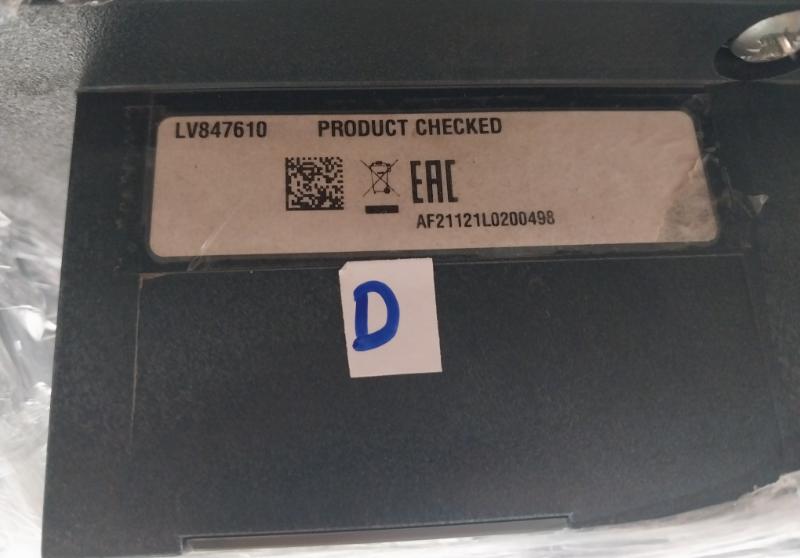 LV847610 PRODUCT CHECKED
EAC
AF21121L0200498
D